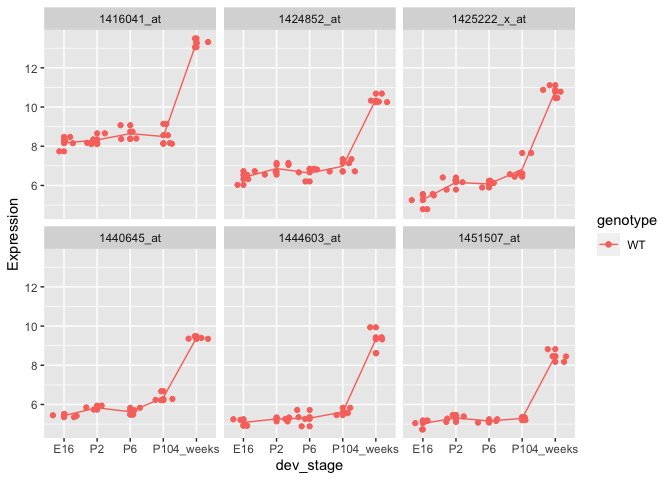 1416041_at 1424852_at 1425222_x_at
12
10
8
6
1440645_at 1444603_at 1451507_at
12
10
8
6
E16 P2 P6 P104_weeks E16 P2 P6 P104_weeks E16 P2 P6 P104_weeks
dev_stage
Expression
genotype
WT